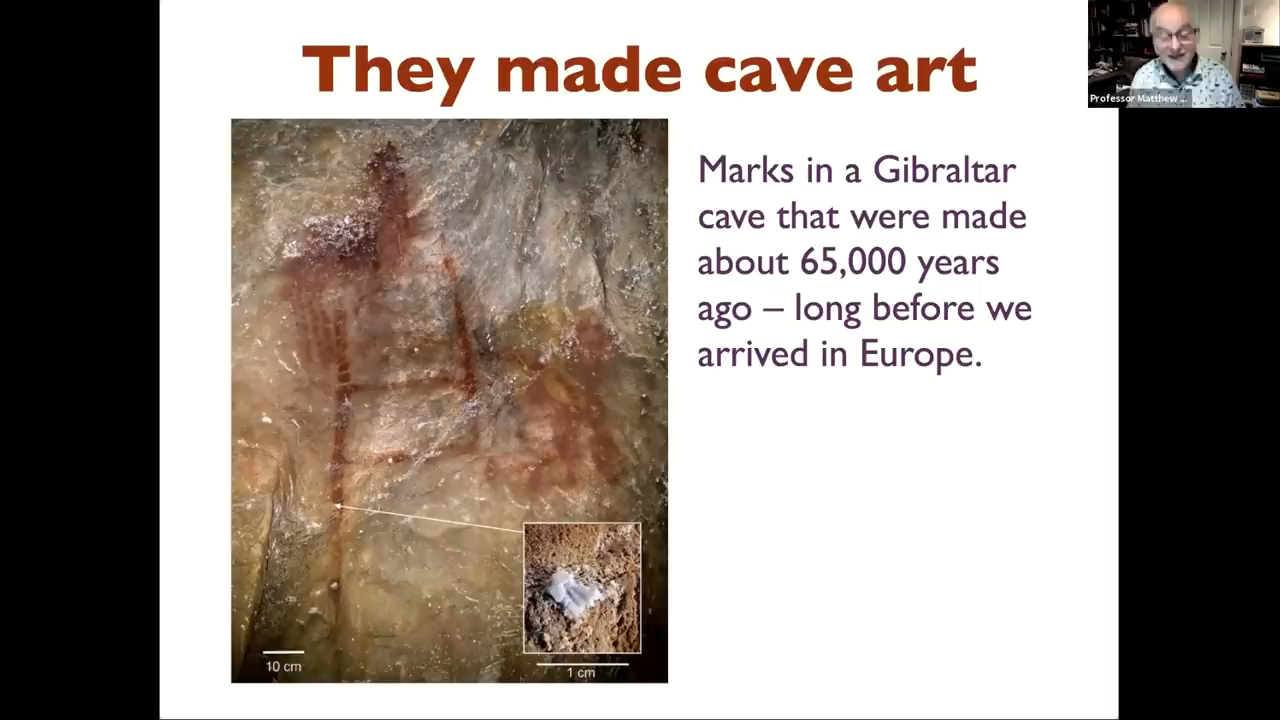 They made cave art
Professor Matthew ...
Marks in a Gibraltar
cave that were made
about 65,000 years
ago – long before we
arrived in Europe.
10 cm
1 cm